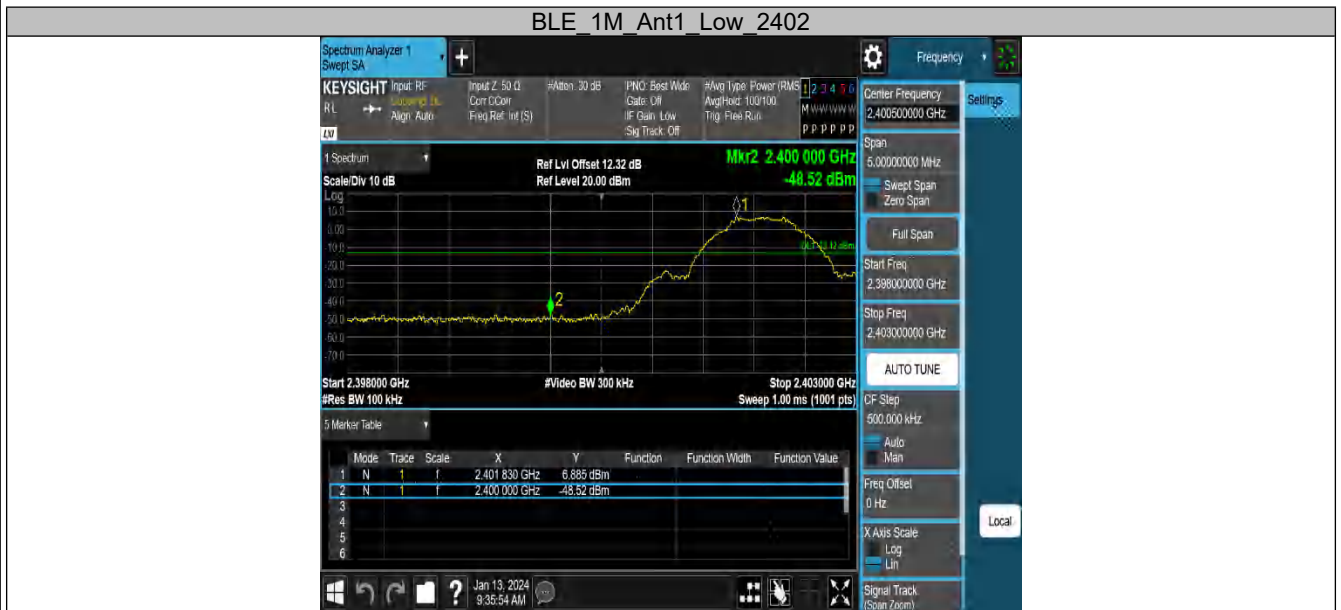 BLE_1M_Ant1_Low_2402
Spectrum Analyzer 1
Swept SA
+
Frequency
KEYSIGHT
RL
LXI
Input: RF
Align: Auto
Input Z: 50 Ω
Corr CCorr
Freq Ref: Int (S)
#Atten: 30 dB
PNO: Best Wide
Gate: Off
IF Gain: Low
Sig Track: Off
#Avg Type: Power (RMS
Avg|Hold: 100/100
Trig: Free Run
1 2 3 4 5 6
M W W W W W
P P P P P P
Center Frequency
2.400500000 GHz
Settings
Span
5.00000000 MHz
Swept Span
Zero Span
Full Span
Start Freq
2.398000000 GHz
Stop Freq
2.403000000 GHz
AUTO TUNE
CF Step
500.000 kHz
Auto
Man
Freq Offset
0 Hz
X Axis Scale
Log
Lin
Signal Track
(Span Zoom)
Local
1 Spectrum
Scale/Div 10 dB
Ref Lvl Offset 12.32 dB
Ref Level 20.00 dBm
Mkr2 2.400 000 GHz
-48.52 dBm
Log
10.0
0.00
-10.0
-20.0
-30.0
-40.0
-50.0
-60.0
-70.0
1
2
Start 2.398000 GHz
#Video BW 300 kHz
Stop 2.403000 GHz
#Res BW 100 kHz
Sweep 1.00 ms (1001 pts)
5 Marker Table
Mode Trace Scale X Y Function Function Width Function Value
1 N 1 f 2.401 830 GHz 6.885 dBm
2 N 1 f 2.400 000 GHz -48.52 dBm
3
4
5
6
?
Jan 13, 2024
9:35:54 AM